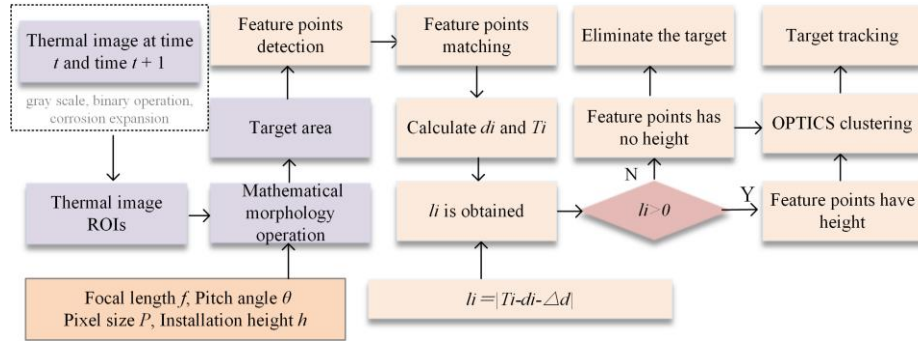 Thermal image at time
t and time t + 1
gray scale, binary operation,
corrosion expansion
Thermal image
ROIs
Mathematical
morphology
operation
Focal length f, Pitch angle θ
Pixel size P, Installation height h
Target area
Feature points
detection
Feature points
matching
Calculate di and Ti
li is obtained
li=|Ti-di-Δd|
li>0
N
Y
Feature points has
no height
Eliminate the target
Feature points have
height
OPTICS clustering
Target tracking